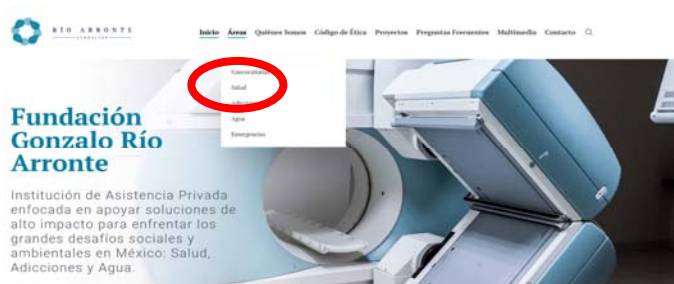 RÍO ARRONTE
FUNDACIÓN
Inicio Áreas Quiénes Somos Código de Ética Proyectos Preguntas Frecuentes Multimedia Contacto
Convocatorias
Salud
Agua
Emergencias
Fundación
Gonzalo Río
Arronte
Institución de Asistencia Privada
enfocada en apoyar soluciones de
alto impacto para enfrentar los
grandes desafíos sociales y
ambientales en México: Salud,
Adicciones y Agua.